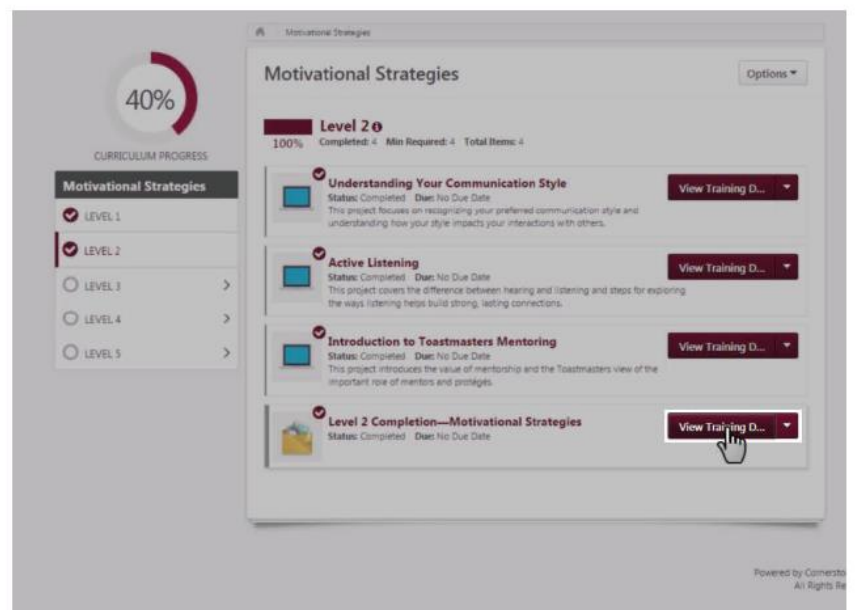 Motivational Strategies
40%
CURRICULUM PROGRESS
Motivational Strategies
LEVEL 1
LEVEL 2
LEVEL 3
LEVEL 4
LEVEL 5
Motivational Strategies
Options
Level 2
100%
Completed: 4 Min Required: 4 Total Items: 4
Understanding Your Communication Style
Status: Completed Due: No Due Date
This project focuses on recognizing your preferred communication style and
understanding how your style impacts your interactions with others.
View Training D...
Active Listening
Status: Completed Due: No Due Date
This project covers the difference between hearing and listening and steps for exploring
the ways listening helps build strong, lasting connections.
View Training D...
Introduction to Toastmasters Mentoring
Status: Completed Due: No Due Date
This project introduces the value of mentorship and the Toastmasters view of the
important role of mentors and protégés.
View Training D...
Level 2 Completion—Motivational Strategies
Status: Completed Due: No Due Date
View Training D...
Powered by Cornersto
All Rights Re